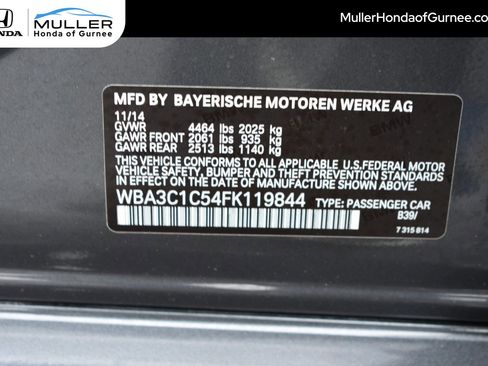 HONDA
MULLER
Honda of Gurnee
MullerHondaofGurnee.co
MFD BY BAYERISCHE MOTOREN WERKE AG
11/14
GVWR 4464 lbs 2025 kg
GAWR FRONT 2061 lbs 935 kg
GAWR REAR 2513 lbs 1140 kg
THIS VEHICLE CONFORMS TO ALL APPLICABLE U.S.FEDERAL MOTOR
VEHICLE SAFETY, BUMPER, AND THEFT PREVENTION STANDARDS IN
EFFECT ON THE DATE OF MANUFACTURE SHOWN ABOVE.
WBA3C1C54FK119844 TYPE: PASSENGER CAR
B39/
7 315 814